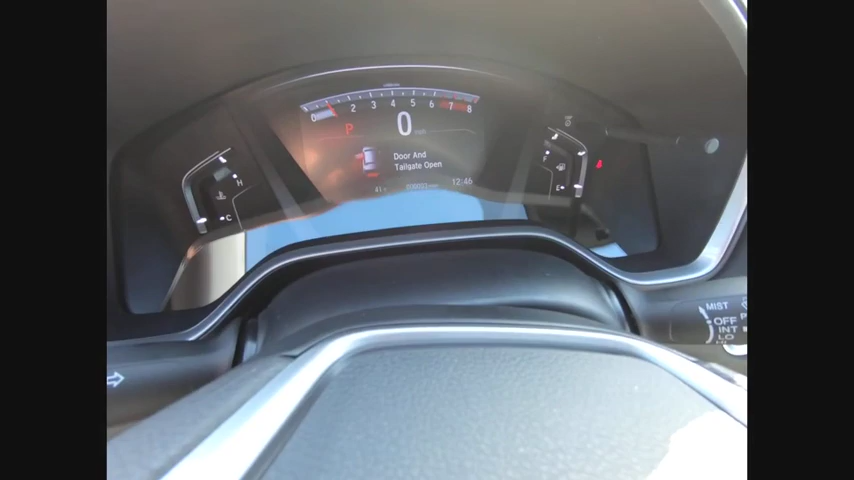 0 2 3 4 5 6 7 8
P
0 mph
Door And
Tailgate Open
12:46
H
C
F
E
MIST
OFF
INT
LO